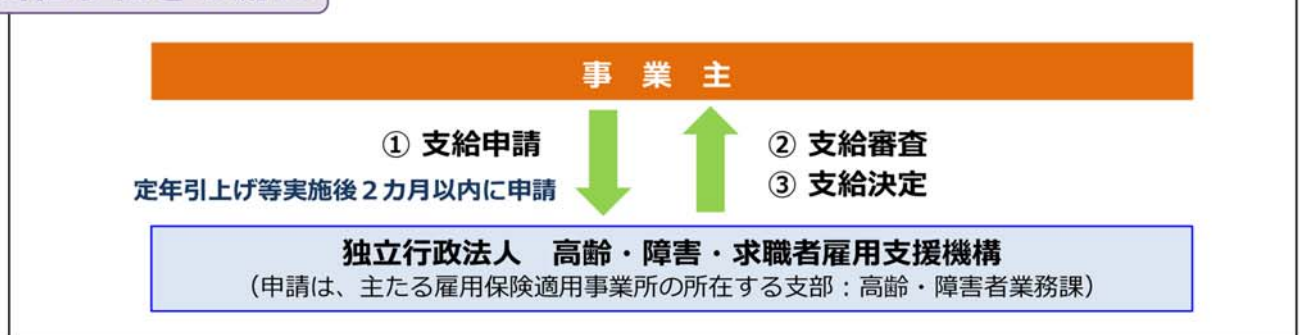 事 業 主
① 支給申請
定年引上げ等実施後2カ月以内に申請
② 支給審査
③ 支給決定
独立行政法人 高齢・障害・求職者雇用支援機構
(申請は、主たる雇用保険適用事業所の所在する支部：高齢・障害者業務課)